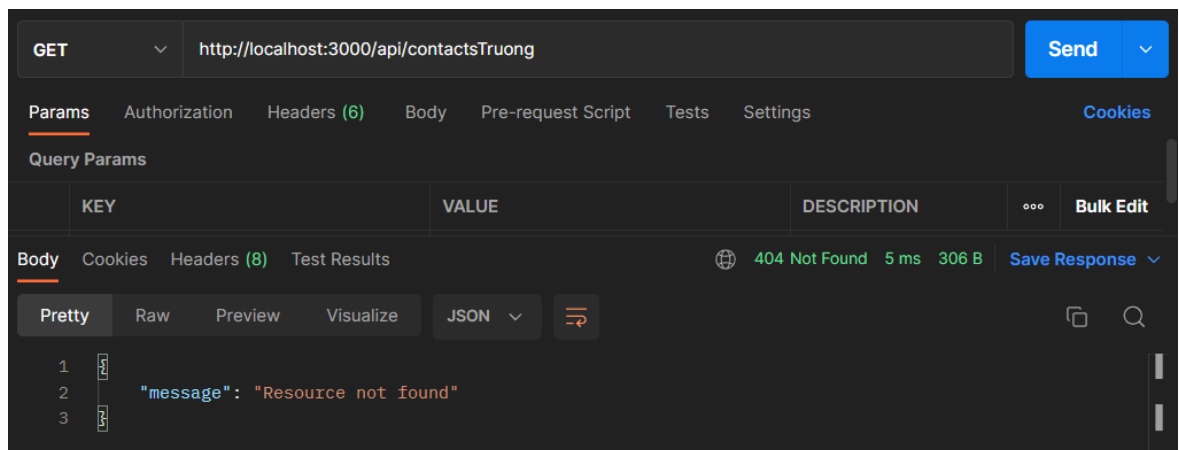 GET http://localhost:3000/api/contactsTruong Send
Params Authorization Headers (6) Body Pre-request Script Tests Settings Cookies
Query Params
KEY VALUE DESCRIPTION ooo Bulk Edit
Body Cookies Headers (8) Test Results 404 Not Found 5 ms 306 B Save Response
Pretty Raw Preview Visualize JSON
1 {
2 "message": "Resource not found"
3 }